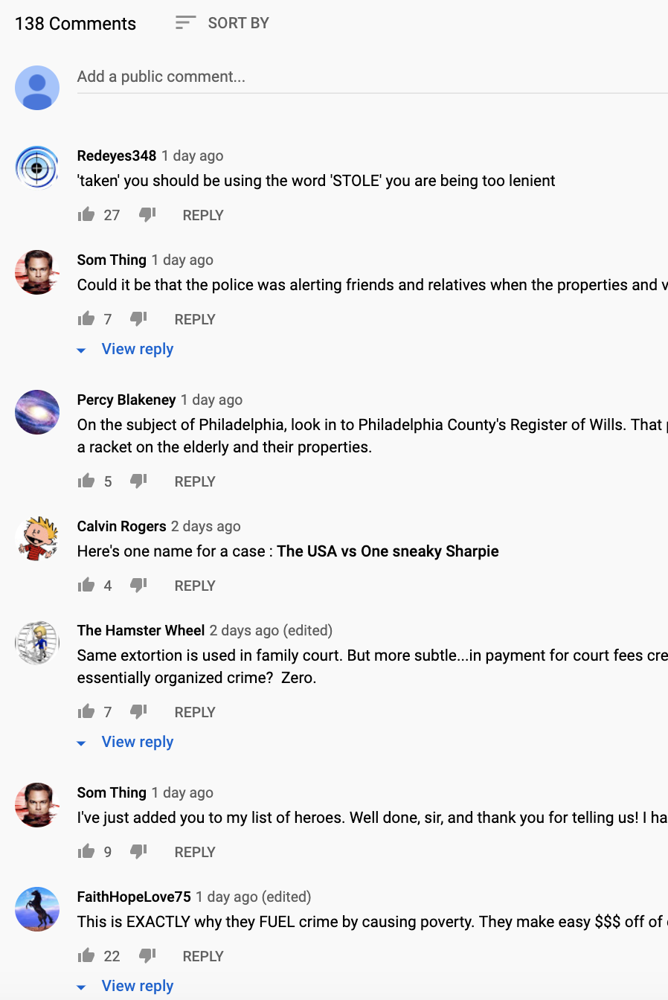 138 Comments SORT BY
Add a public comment...
Redeyes348 1 day ago
'taken' you should be using the word 'STOLE' you are being too lenient
27 REPLY
Som Thing 1 day ago
Could it be that the police was alerting friends and relatives when the properties and
7 REPLY
View reply
Percy Blakeney 1 day ago
On the subject of Philadelphia, look in to Philadelphia County's Register of Wills. That
a racket on the elderly and their properties.
5 REPLY
Calvin Rogers 2 days ago
Here's one name for a case : The USA vs One sneaky Sharpie
4 REPLY
The Hamster Wheel 2 days ago (edited)
Same extortion is used in family court. But more subtle...in payment for court fees cre
essentially organized crime?  Zero.
7 REPLY
View reply
Som Thing 1 day ago
I've just added you to my list of heroes. Well done, sir, and thank you for telling us! I ha
9 REPLY
FaithHopeLove75 1 day ago (edited)
This is EXACTLY why they FUEL crime by causing poverty. They make easy $$$ off of
22 REPLY
View reply